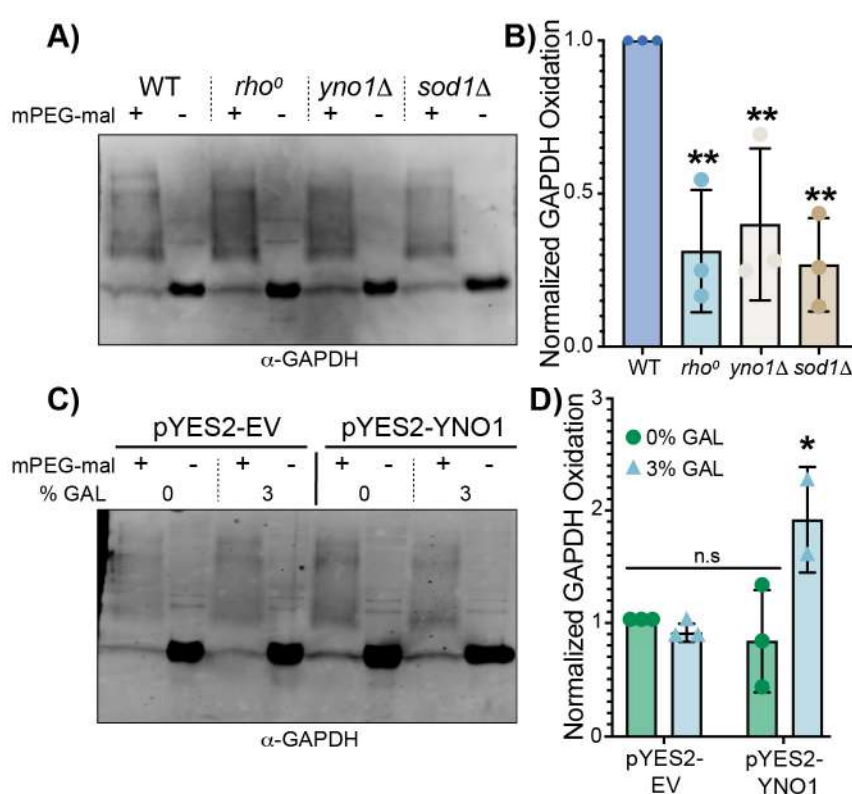 A)
WT rho⁰ yno1Δ sod1Δ
mPEG-mal + - + - + - + -
α-GAPDH
B)
Normalized GAPDH Oxidation
1.0
0.5
0.0
** ** **
WT rho⁰ yno1Δ sod1Δ
C)
pYES2-EV pYES2-YNO1
mPEG-mal + - + - + - + -
% GAL 0 3 0 3
α-GAPDH
D)
Normalized GAPDH Oxidation
3
2
1
0
0% GAL
3% GAL
*
n.s
pYES2-
EV
pYES2-
YNO1